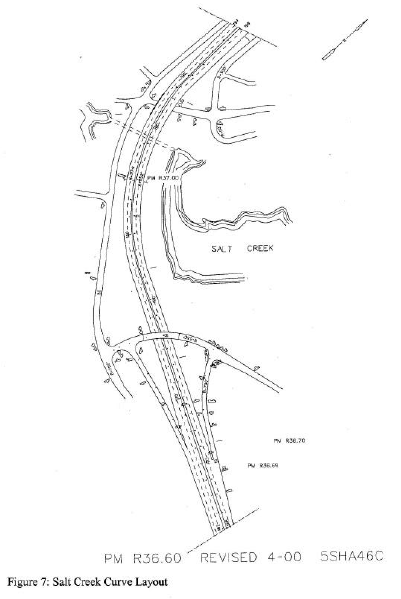 PM R37.00
SALT CREEK
PM R36.70
PM R36.66
PM R36.60 REVISED 4-00 5SHA46C
Figure 7: Salt Creek Curve Layout